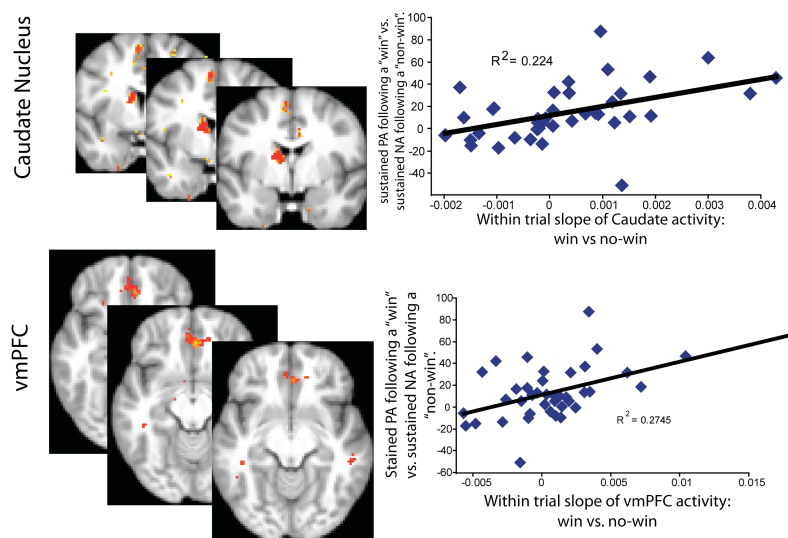 Caudate Nucleus
sustained PA following a “win” vs.
sustained NA following a “non-win”.
100
80
60
40
20
0
-20
-40
R2= 0.224
-0.002 -0.001 0 0.001 0.002 0.003 0.004
Within trial slope of Caudate activity:
win vs no-win
vmPFC
Stained PA following a “win”
vs. sustained NA following a
“non-win”.
100
80
60
40
20
0
-20
-40
-60
R2 = 0.2745
-0.005 0 0.005 0.01 0.015
Within trial slope of vmPFC activity:
win vs. no-win